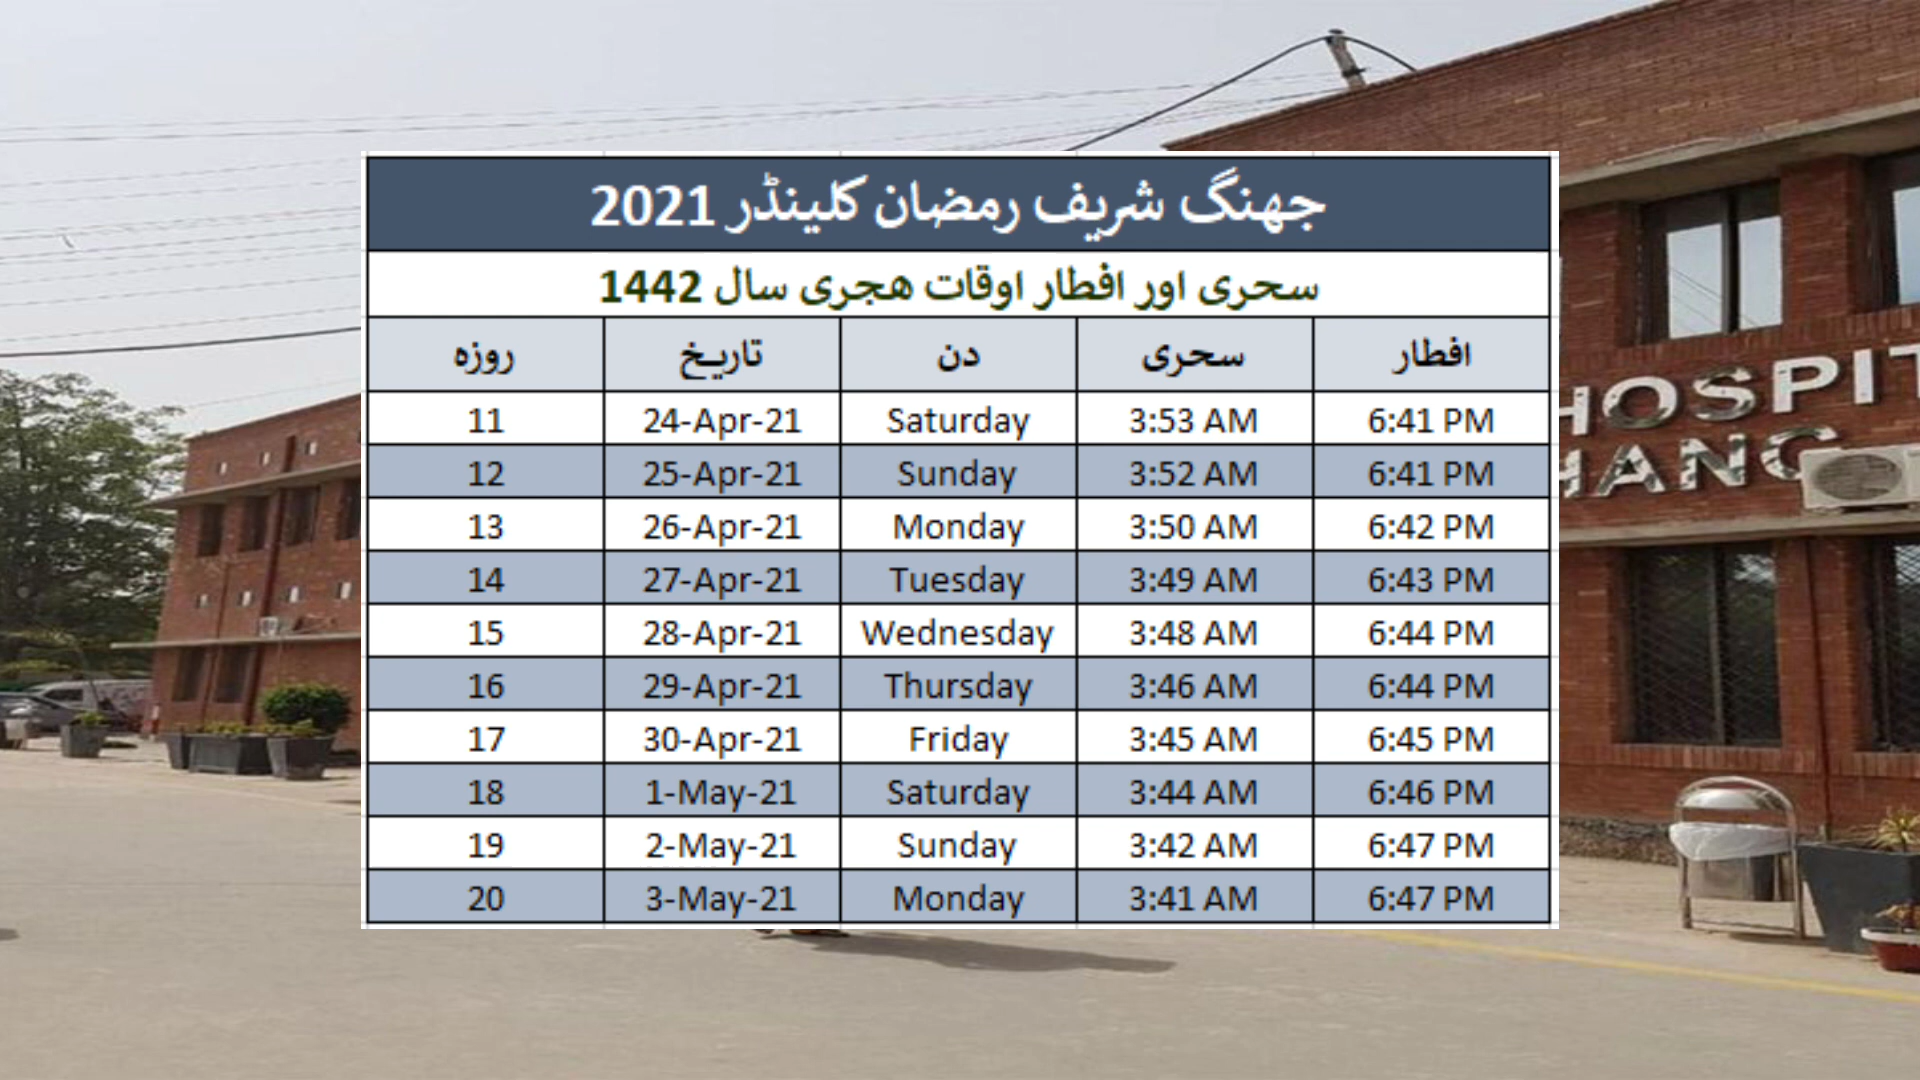 جھنگ شریف رمضان کلینڈر 2021
سحری اور افطار اوقات ھجری سال 1442
روزہ تاریخ دن سحری افطار
11 24-Apr-21 Saturday 3:53 AM 6:41 PM
12 25-Apr-21 Sunday 3:52 AM 6:41 PM
13 26-Apr-21 Monday 3:50 AM 6:42 PM
14 27-Apr-21 Tuesday 3:49 AM 6:43 PM
15 28-Apr-21 Wednesday 3:48 AM 6:44 PM
16 29-Apr-21 Thursday 3:46 AM 6:44 PM
17 30-Apr-21 Friday 3:45 AM 6:45 PM
18 1-May-21 Saturday 3:44 AM 6:46 PM
19 2-May-21 Sunday 3:42 AM 6:47 PM
20 3-May-21 Monday 3:41 AM 6:47 PM
HOSPIT
HANG